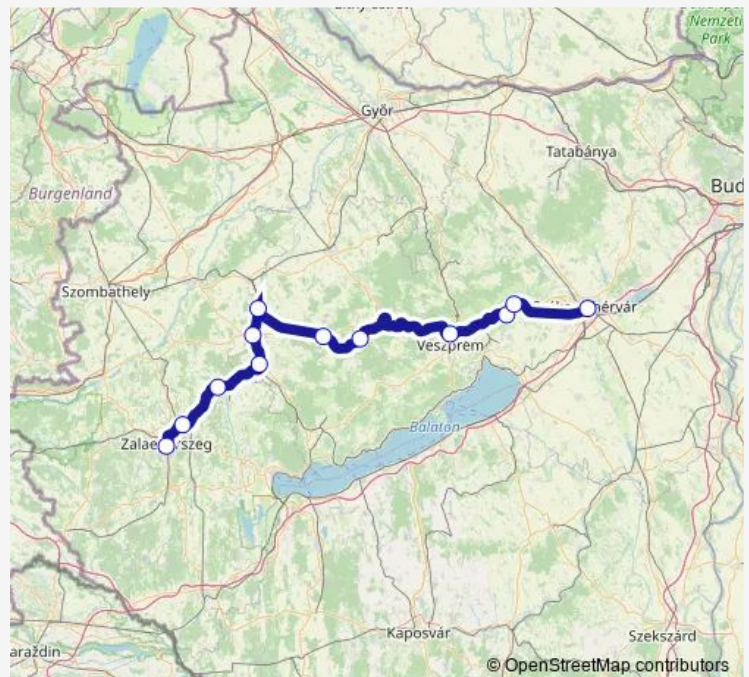 Nemzeti
Park
Győr
Tatabánya
Bud
Burgenland
Szombathely
Veszprém
Balaton
Kaposvár
Szekszárd
araždin
© OpenStreetMap contributors